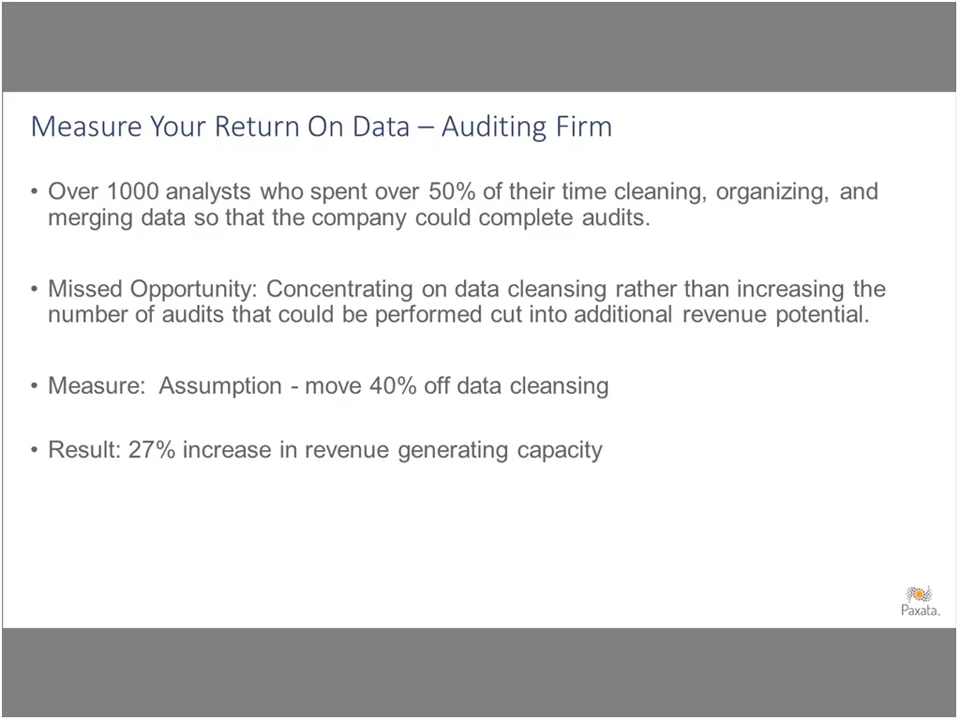 Measure Your Return On Data – Auditing Firm
• Over 1000 analysts who spent over 50% of their time cleaning, organizing, and
merging data so that the company could complete audits.
• Missed Opportunity: Concentrating on data cleansing rather than increasing the
number of audits that could be performed cut into additional revenue potential.
• Measure:  Assumption - move 40% off data cleansing
• Result: 27% increase in revenue generating capacity
Paxata.